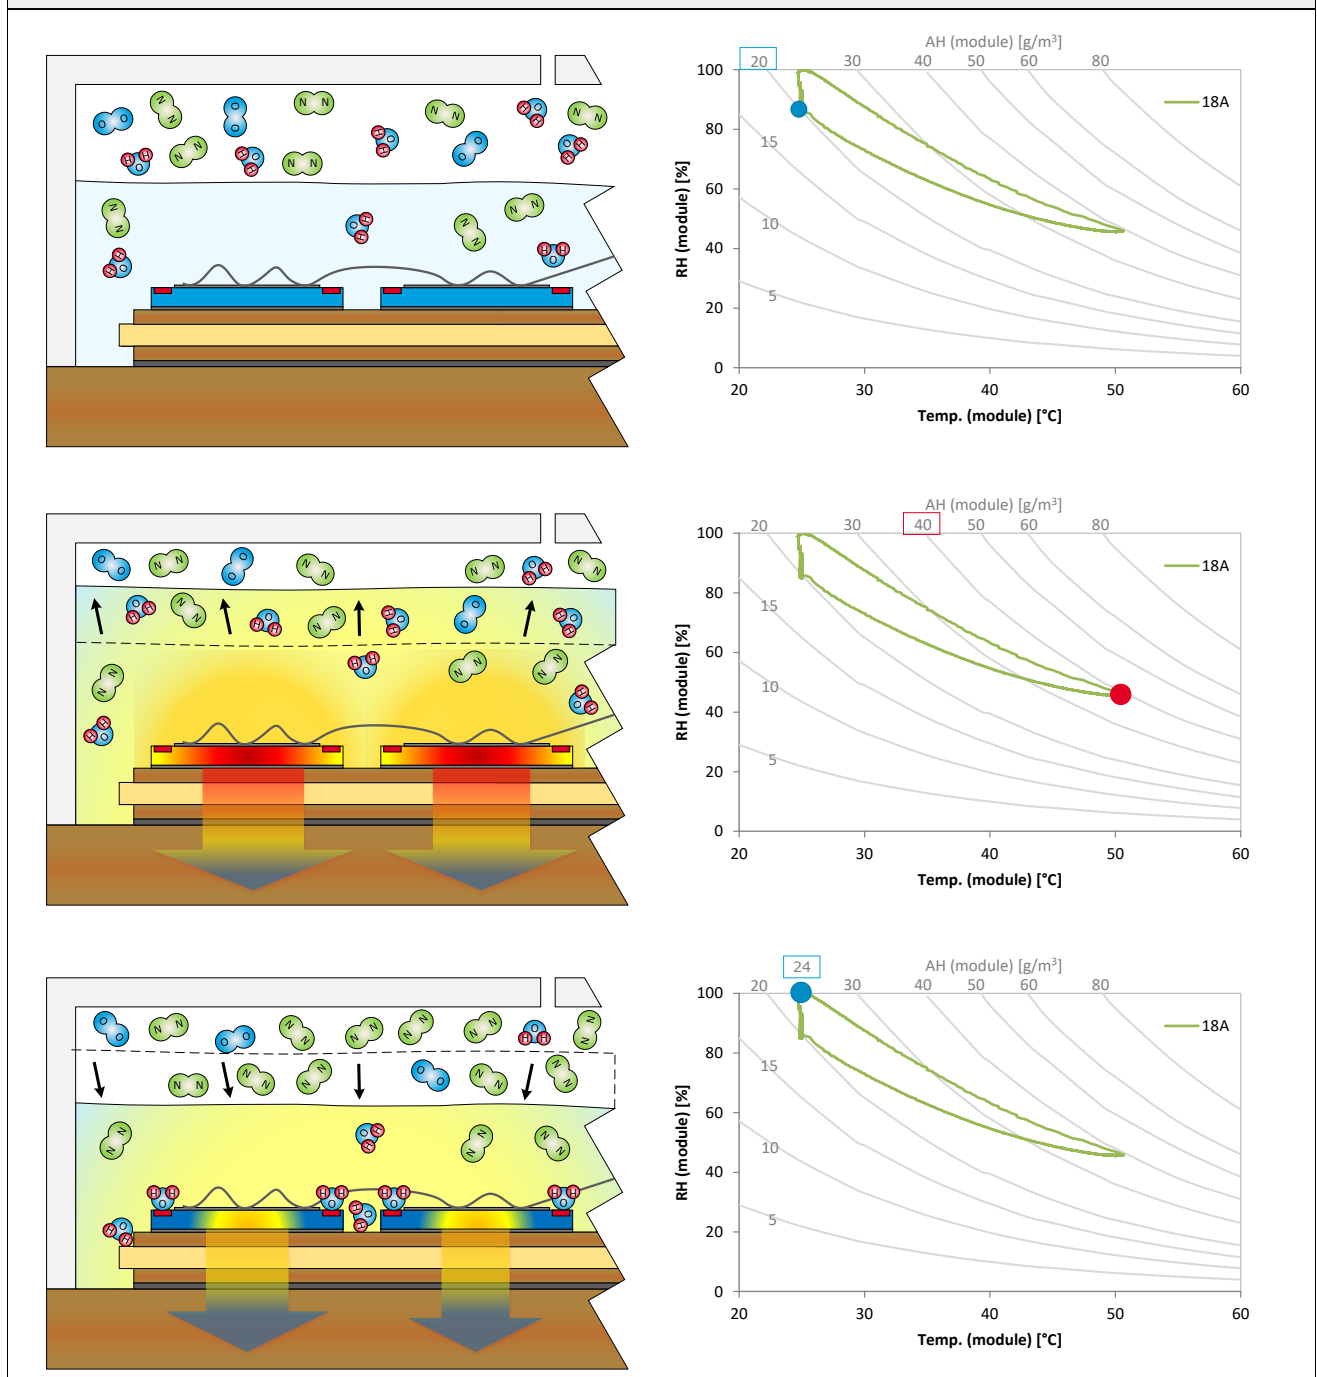 AH (module) [g/m³]
20 30 40 50 60 80
100
80
60
40
20
0
RH (module) [%]
15
10
5
18A
20 30 40 50 60
Temp. (module) [°C]
O O N N O O N N N N H H O N N
H H O N N H H O N N H H O O O H H O
N N H H O N N N N
H H O H H O
AH (module) [g/m³]
20 30 40 50 60 80
100
80
60
40
20
0
RH (module) [%]
15
10
5
18A
20 30 40 50 60
Temp. (module) [°C]
O O N N O O N N N N H H O N N
H H O N N H H O N N H H O O O H H O
N N H H O N N N N
H H O H H O
24
AH (module) [g/m³]
20 30 40 50 60 80
100
80
60
40
20
0
RH (module) [%]
15
10
5
18A
20 30 40 50 60
Temp. (module) [°C]
O O N N O O N N N N N N N N H H O N N
N N N N N N O O N N N N
N N H H O N N N N
H H O H H O H H O H H O
H H O H H O